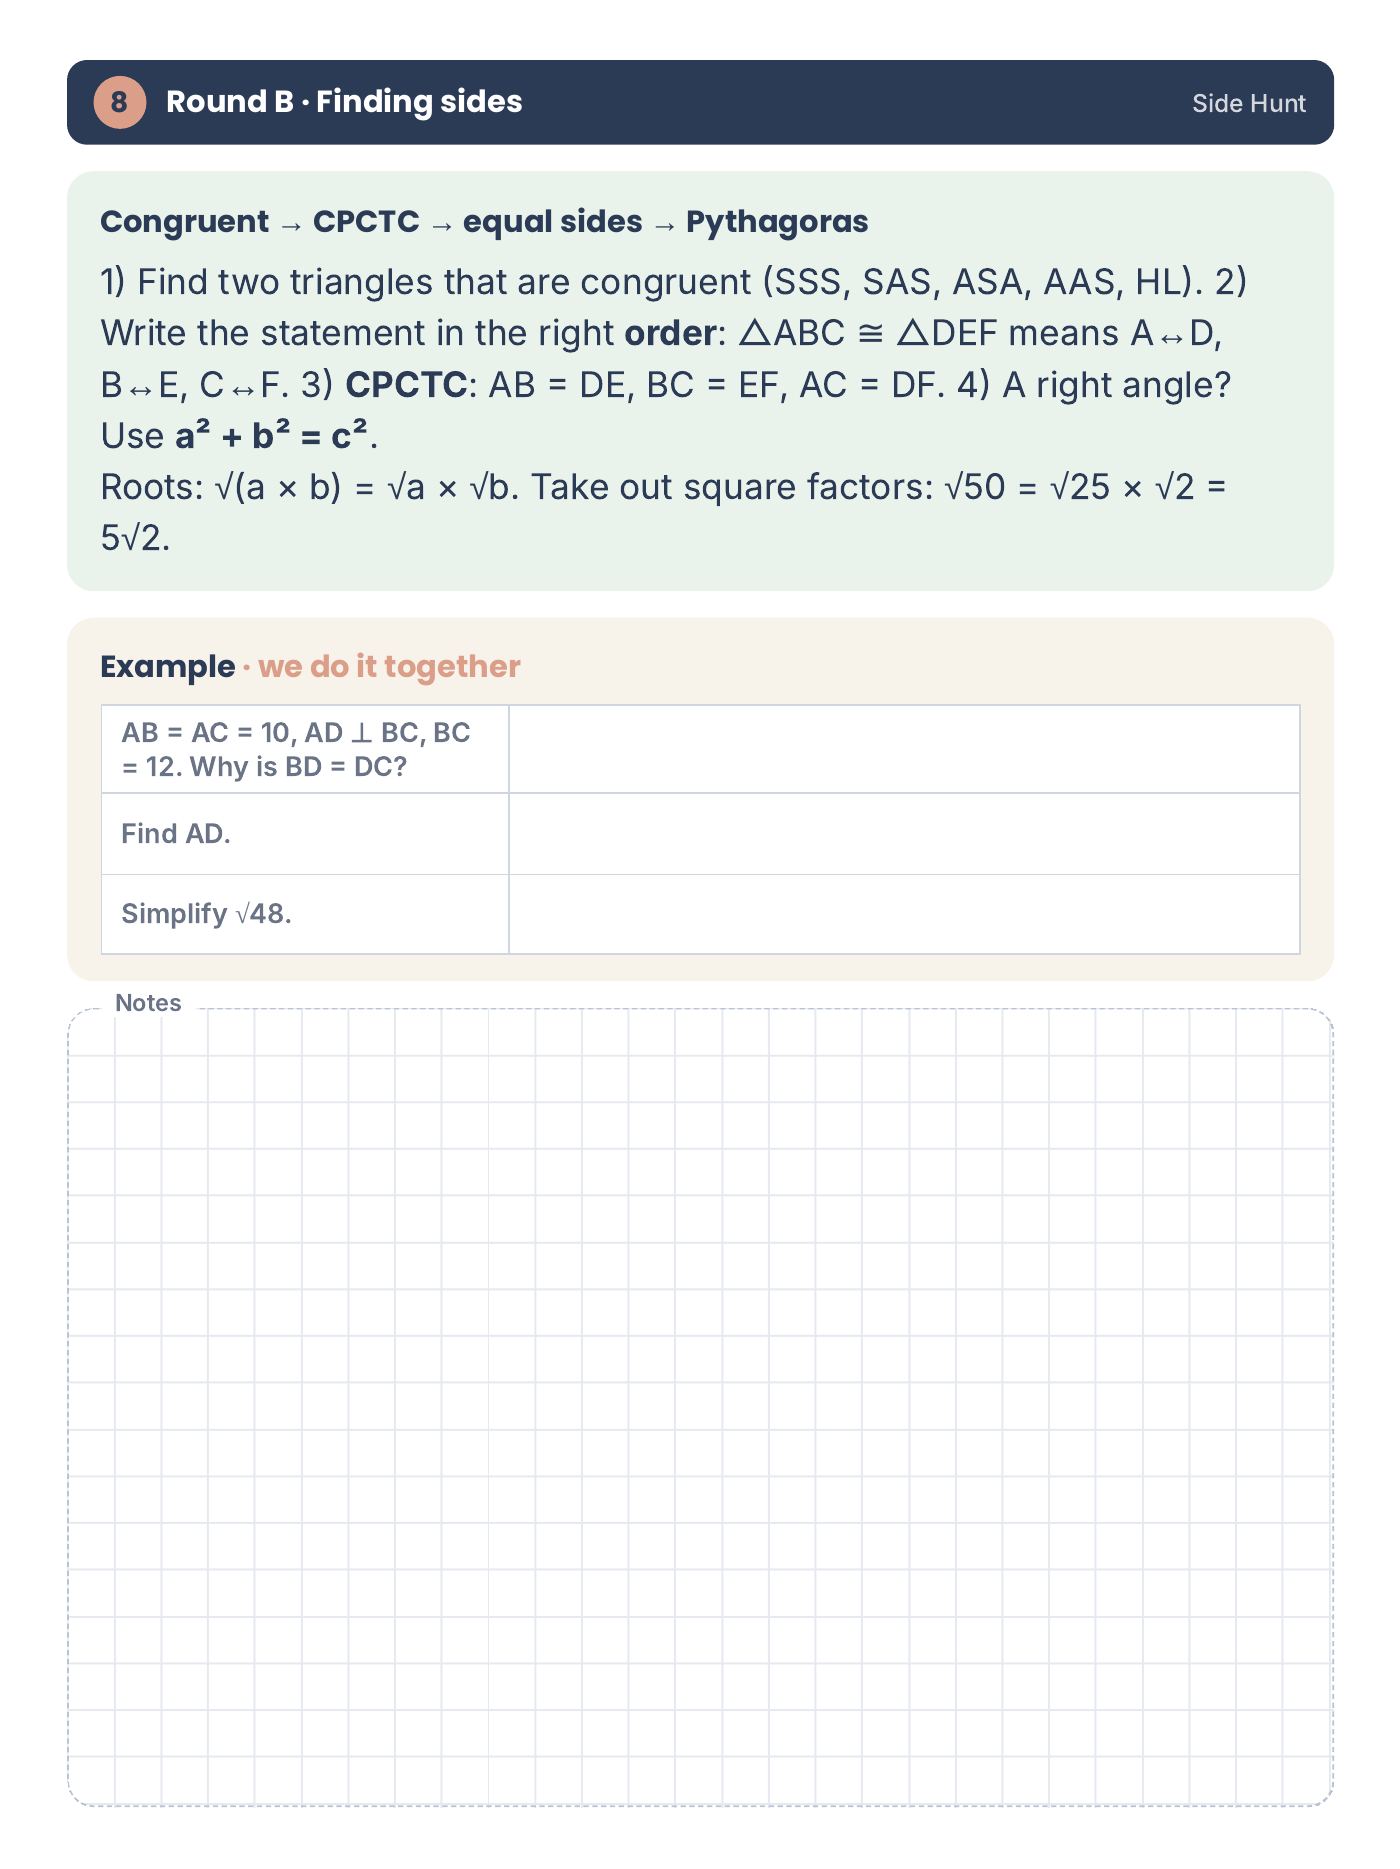 8 Round B · Finding sides Side Hunt
Congruent → CPCTC → equal sides → Pythagoras
1) Find two triangles that are congruent (SSS, SAS, ASA, AAS, HL). 2)
Write the statement in the right order: △ABC ≅ △DEF means A↔D,
B↔E, C↔F. 3) CPCTC: AB = DE, BC = EF, AC = DF. 4) A right angle?
Use a² + b² = c².
Roots: √(a × b) = √a × √b. Take out square factors: √50 = √25 × √2 =
5√2.
Example · we do it together
AB = AC = 10, AD ⊥ BC, BC
= 12. Why is BD = DC?
Find AD.
Simplify √48.
Notes